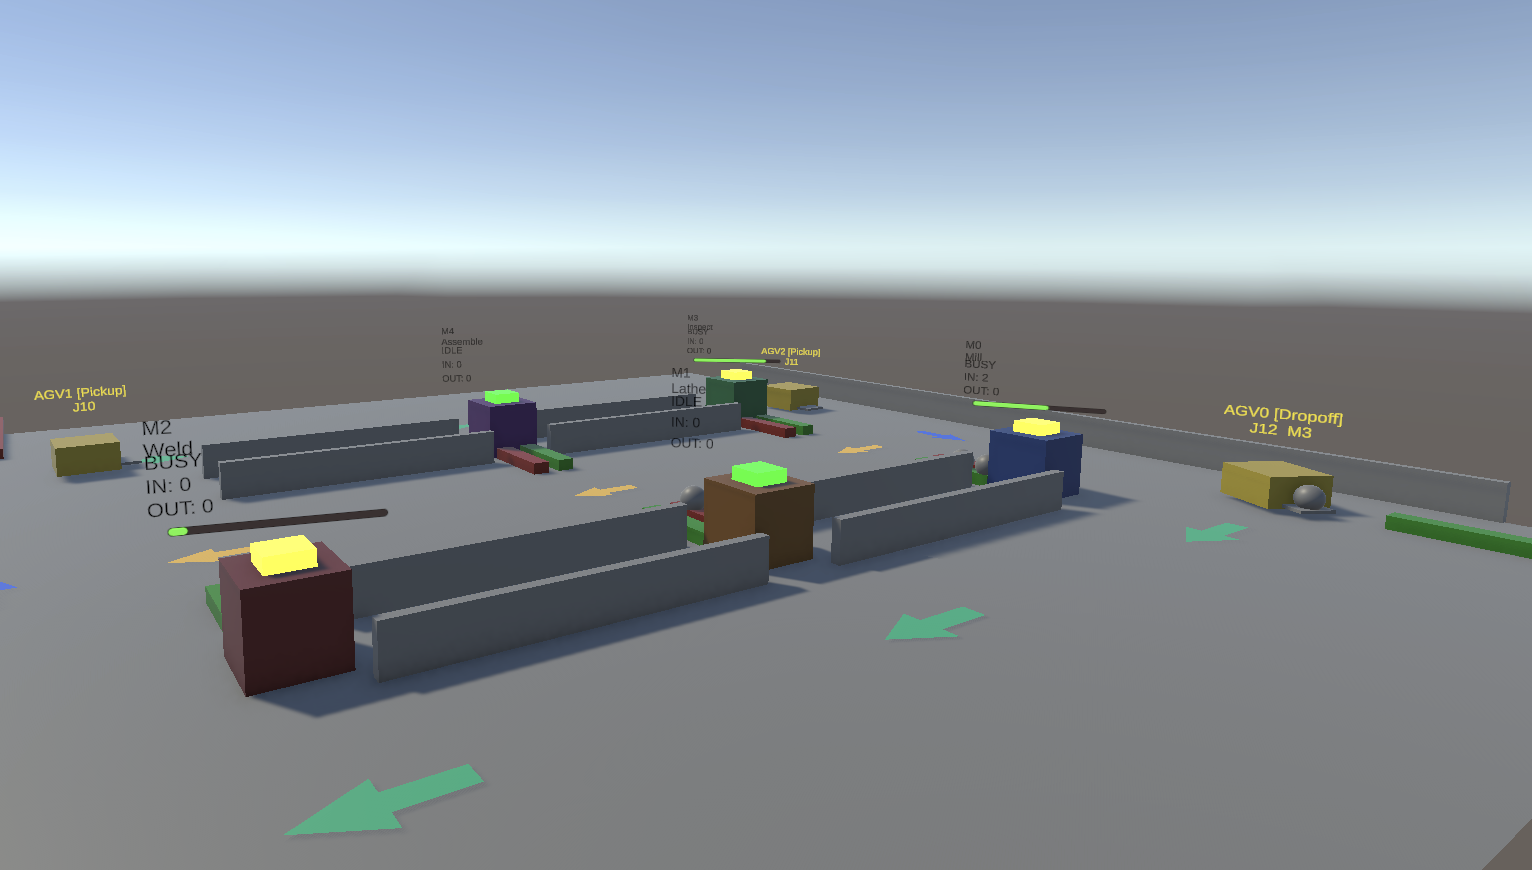 M3
Inspect
BUSY
IN: 0
OUT: 0
M4
Assemble
IDLE
IN: 0
OUT: 0
AGV2 [Pickup]
J11
M0
Mill
BUSY
IN: 2
OUT: 0
M1
Lathe
IDLE
IN: 0
OUT: 0
AGV1 [Pickup]
J10
AGV0 [Dropoff]
J12 M3
M2
Weld
BUSY
IN: 0
OUT: 0